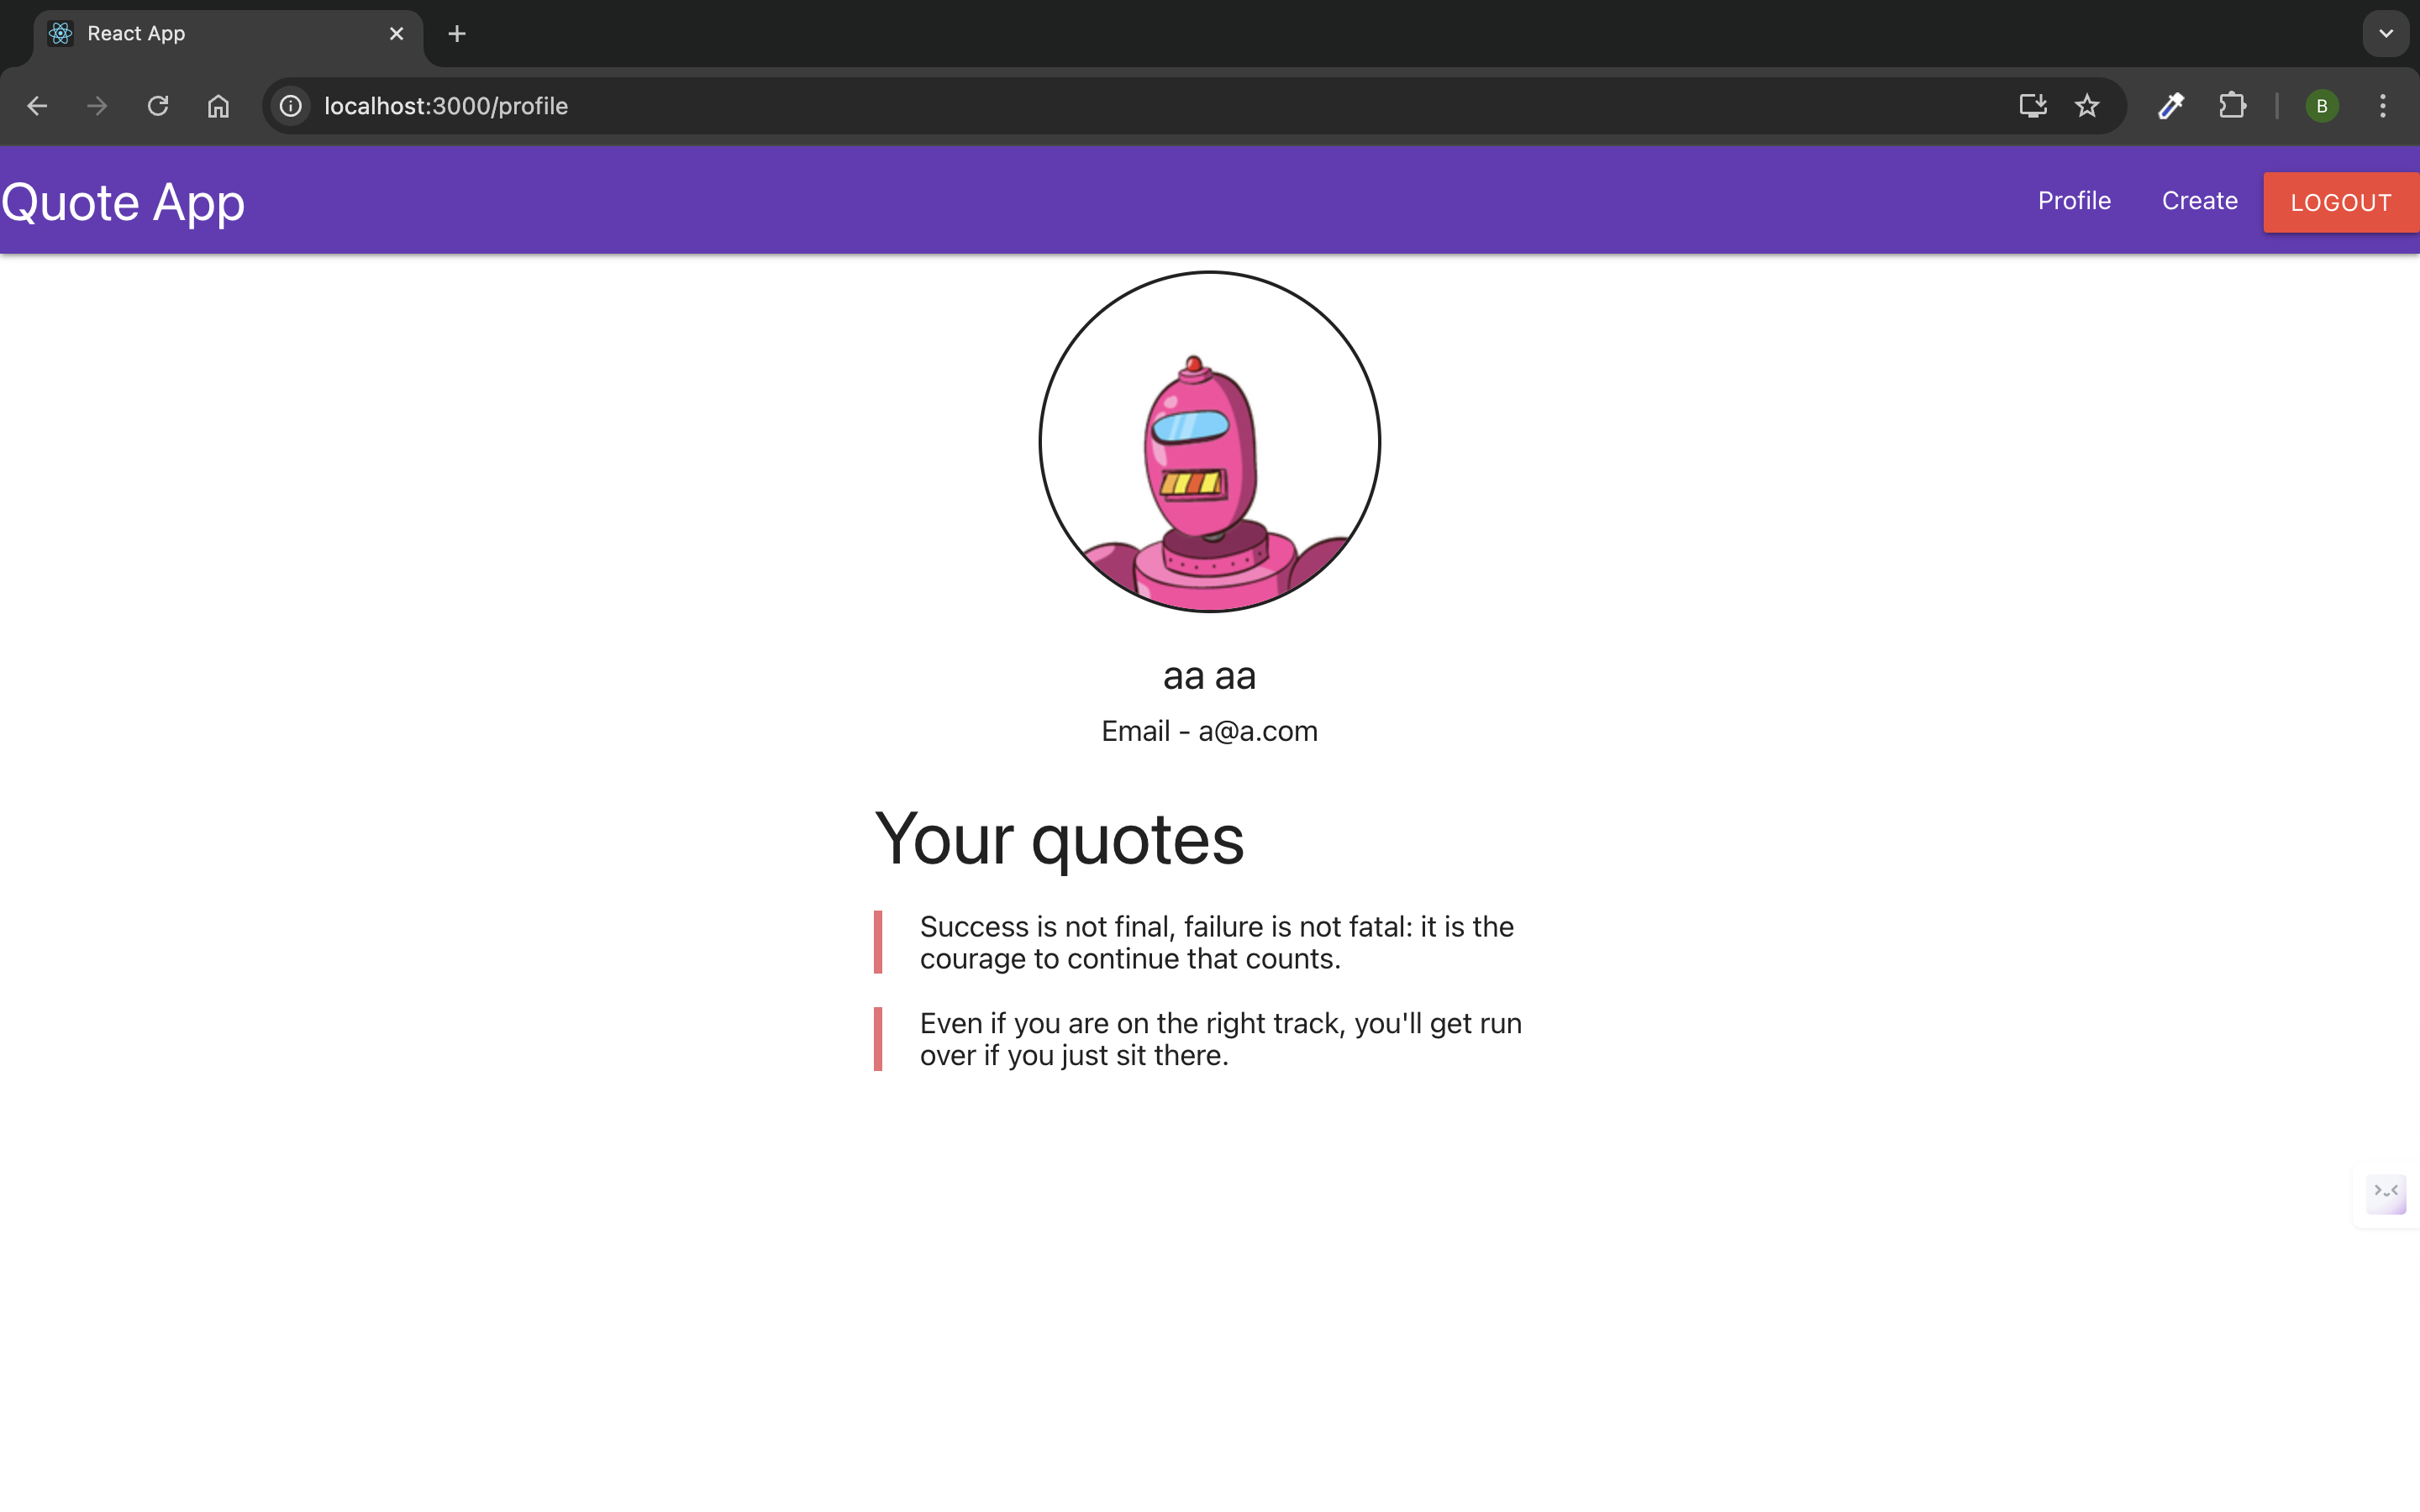 React App
localhost:3000/profile
B
Quote App
Profile
Create
LOGOUT
aa aa
Email - a@a.com
Your quotes
Success is not final, failure is not fatal: it is the
courage to continue that counts.
Even if you are on the right track, you'll get run
over if you just sit there.